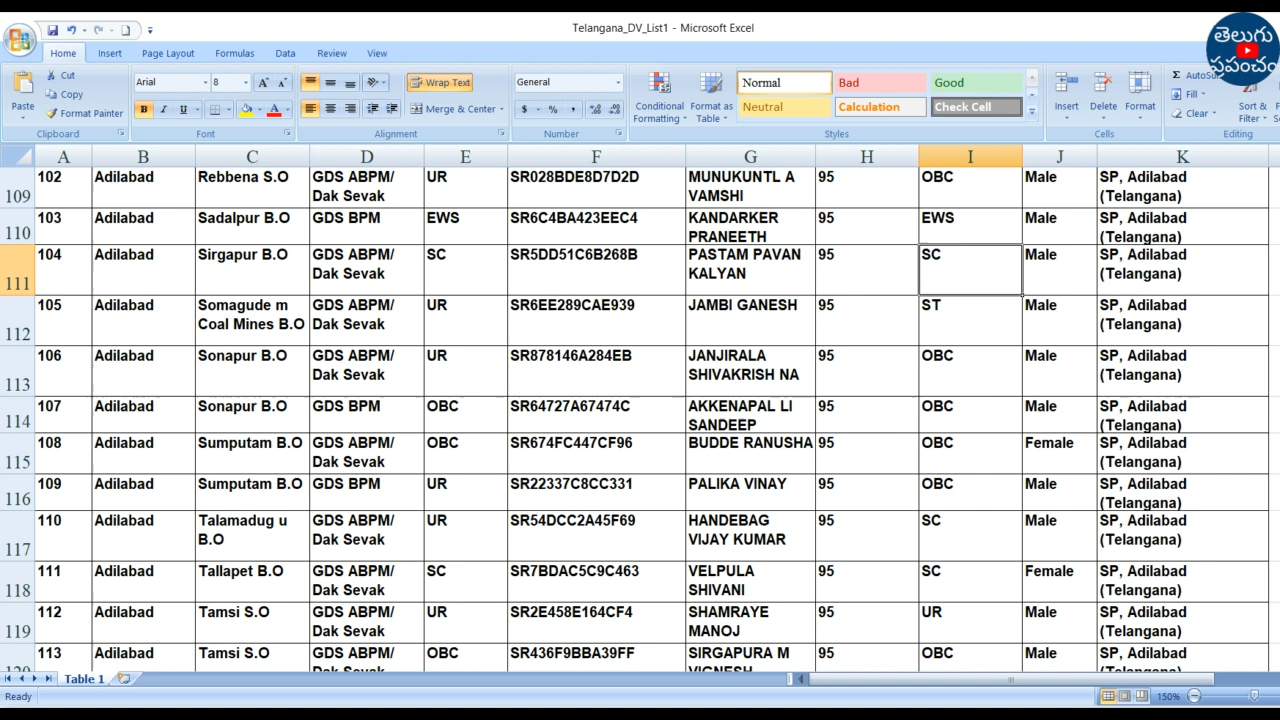 Telangana_DV_List1 - Microsoft Excel
తెలుగు
ప్రపంచం
Home Insert Page Layout Formulas Data Review View
Paste
Cut
Copy
Format Painter
Clipboard
Arial 8
B I U
Font
Wrap Text
Merge & Center
Alignment
General
$ % ,
Number
Conditional Formatting
Format as Table
Normal Bad Good
Neutral Calculation Check Cell
Styles
Insert Delete Format
Cells
Fill
Clear
Sort &
Filter
Editing
A B C D E F G H I J K
109 102 Adilabad Rebbena S.O GDS ABPM/ Dak Sevak UR SR028BDE8D7D2D MUNUKUNTL A VAMSHI 95 OBC Male SP, Adilabad (Telangana)
110 103 Adilabad Sadalpur B.O GDS BPM EWS SR6C4BA423EEC4 KANDARKER PRANEETH 95 EWS Male SP, Adilabad (Telangana)
111 104 Adilabad Sirgapur B.O GDS ABPM/ Dak Sevak SC SR5DD51C6B268B PASTAM PAVAN KALYAN 95 SC Male SP, Adilabad (Telangana)
112 105 Adilabad Somagude m Coal Mines B.O GDS ABPM/ Dak Sevak UR SR6EE289CAE939 JAMBI GANESH 95 ST Male SP, Adilabad (Telangana)
113 106 Adilabad Sonapur B.O GDS ABPM/ Dak Sevak UR SR878146A284EB JANJIRALA SHIVAKRISH NA 95 OBC Male SP, Adilabad (Telangana)
114 107 Adilabad Sonapur B.O GDS BPM OBC SR64727A67474C AKKENAPAL LI SANDEEP 95 OBC Male SP, Adilabad (Telangana)
115 108 Adilabad Sumputam B.O GDS ABPM/ Dak Sevak OBC SR674FC447CF96 BUDDE RANUSHA 95 OBC Female SP, Adilabad (Telangana)
116 109 Adilabad Sumputam B.O GDS BPM UR SR22337C8CC331 PALIKA VINAY 95 OBC Male SP, Adilabad (Telangana)
117 110 Adilabad Talamadug u B.O GDS ABPM/ Dak Sevak UR SR54DCC2A45F69 HANDEBAG VIJAY KUMAR 95 SC Male SP, Adilabad (Telangana)
118 111 Adilabad Tallapet B.O GDS ABPM/ Dak Sevak SC SR7BDAC5C9C463 VELPULA SHIVANI 95 SC Female SP, Adilabad (Telangana)
119 112 Adilabad Tamsi S.O GDS ABPM/ Dak Sevak UR SR2E458E164CF4 SHAMRAYE MANOJ 95 UR Male SP, Adilabad (Telangana)
120 113 Adilabad Tamsi S.O GDS ABPM/ Dak Sevak OBC SR436F9BBA39FF SIRGAPURA M VIGNESH 95 OBC Male SP, Adilabad (Telangana)
Table 1
Ready 150%